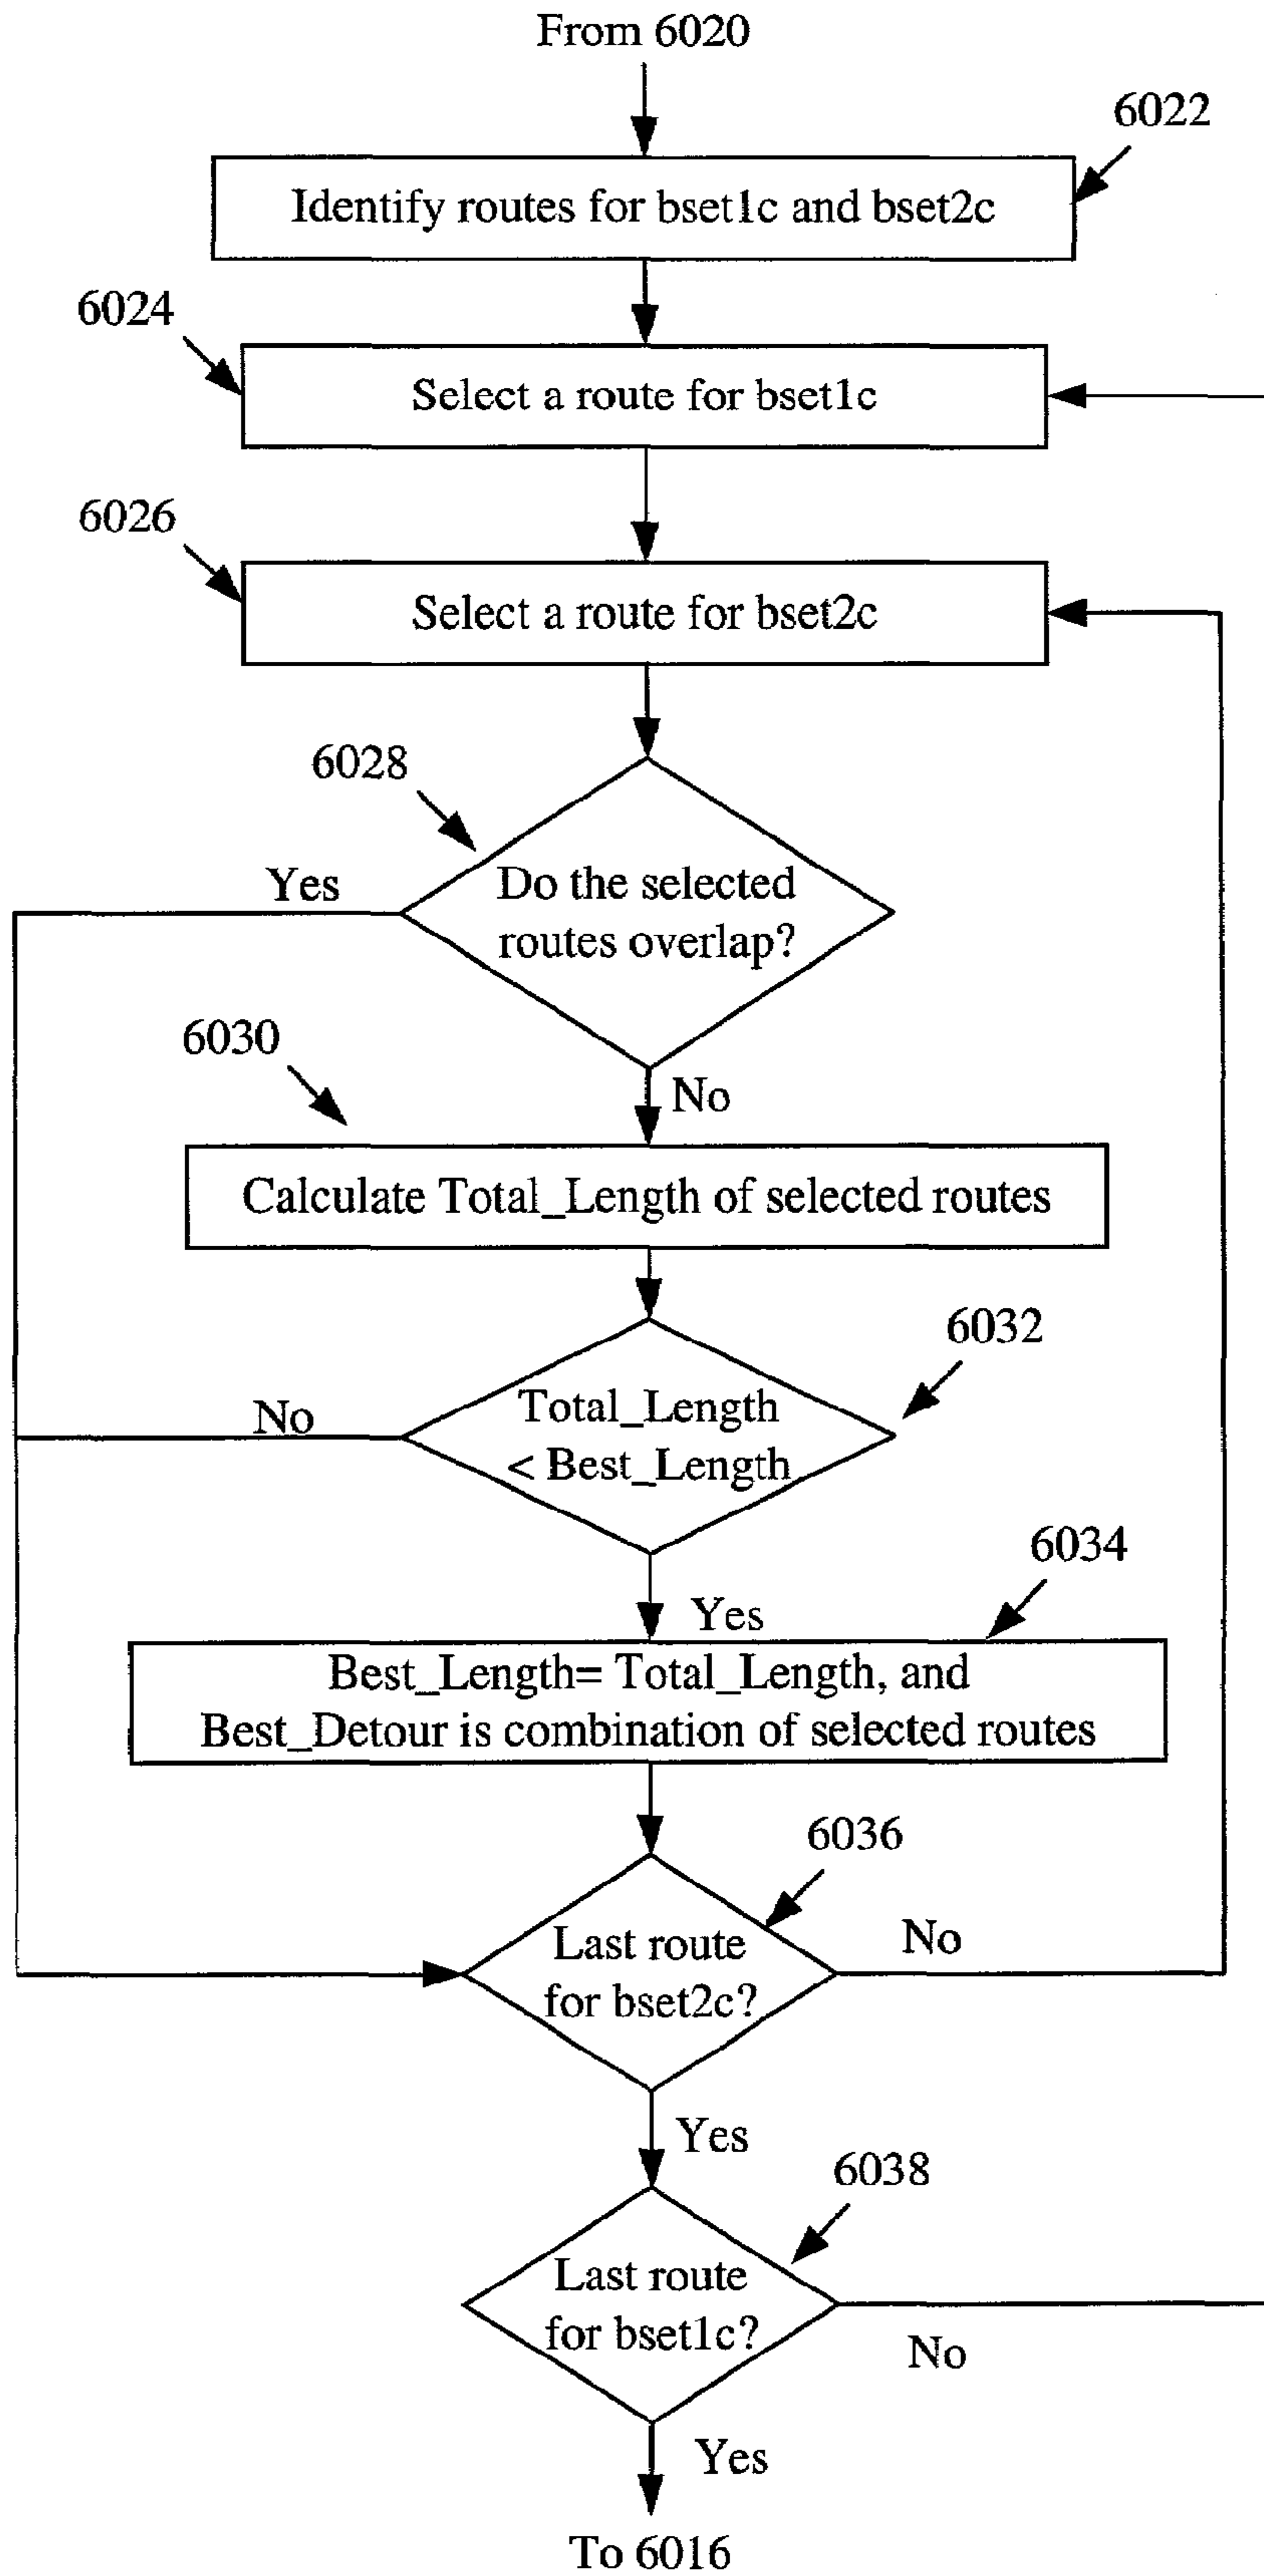 From 6020
6022
Identify routes for bset1c and bset2c
6024
Select a route for bset1c
6026
Select a route for bset2c
6028
Yes
Do the selected
routes overlap?
6030
No
Calculate Total_Length of selected routes
6032
No
Total_Length
< Best_Length
6034
Yes
Best_Length= Total_Length, and
Best_Detour is combination of selected routes
6036
Last route
for bset2c?
No
Yes
6038
Last route
for bset1c?
No
Yes
To 6016